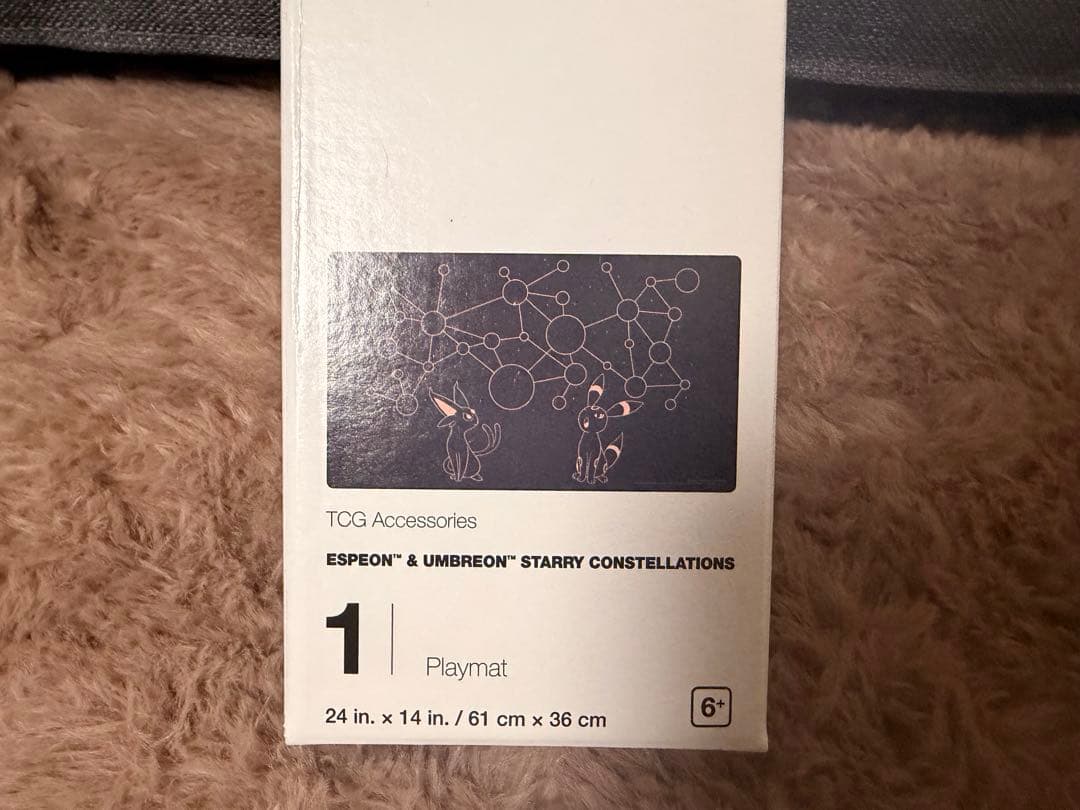 TCG Accessories
ESPEON™ & UMBREON™ STARRY CONSTELLATIONS
1
Playmat
24 in. x 14 in. / 61 cm x 36 cm
6+